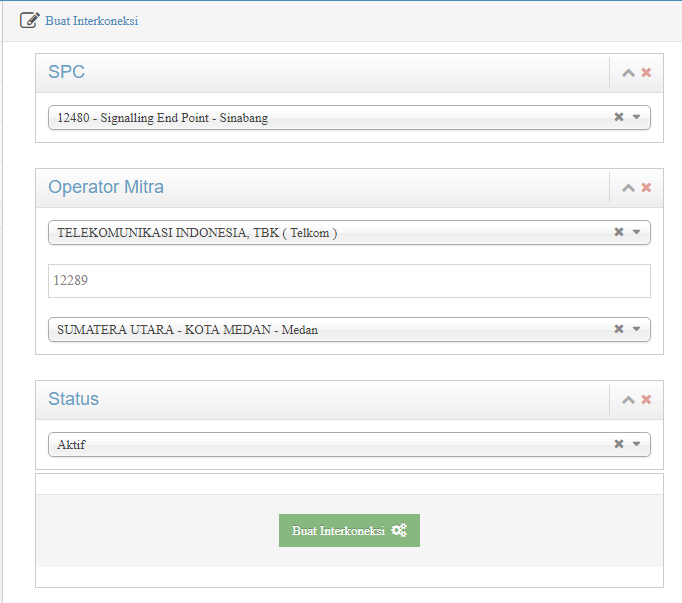 Buat Interkoneksi
SPC
12480 - Signalling End Point - Sinabang
Operator Mitra
TELEKOMUNIKASI INDONESIA, TBK ( Telkom )
12289
SUMATERA UTARA - KOTA MEDAN - Medan
Status
Aktif
Buat Interkoneksi